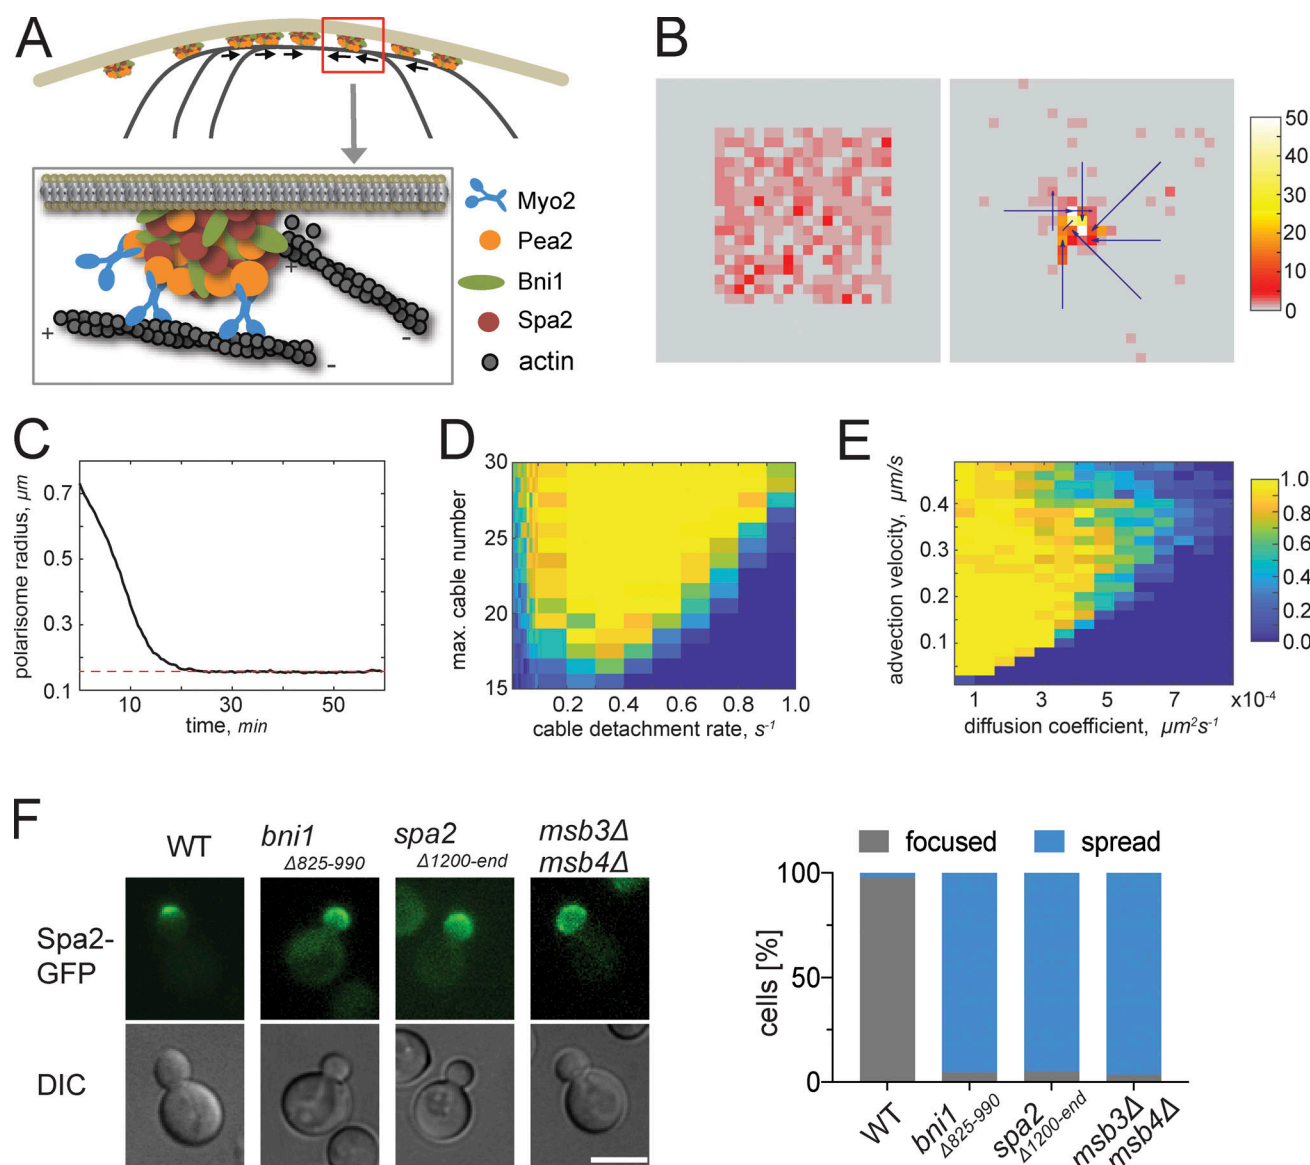 A
Myo2
Pea2
Bni1
Spa2
actin
+
-
+
-
B
50
40
30
20
10
0
C
polarisome radius, µm
0.7
0.5
0.3
0.1
10 30 50
time, min
D
max. cable number
30
25
20
15
0.2 0.4 0.6 0.8 1.0
cable detachment rate, s-1
E
advection velocity, µm/s
0.4
0.3
0.2
0.1
1 3 5 7 x10-4
diffusion coefficient, µm2s-1
1.0
0.8
0.6
0.4
0.2
0.0
F
WT
bni1
Δ825-990
spa2
Δ1200-end
msb3Δ
msb4Δ
Spa2-
GFP
DIC
focused spread
cells [%]
100
50
0
WT
bni1
Δ825-990
spa2
Δ1200-end
msb3Δ
msb4Δ